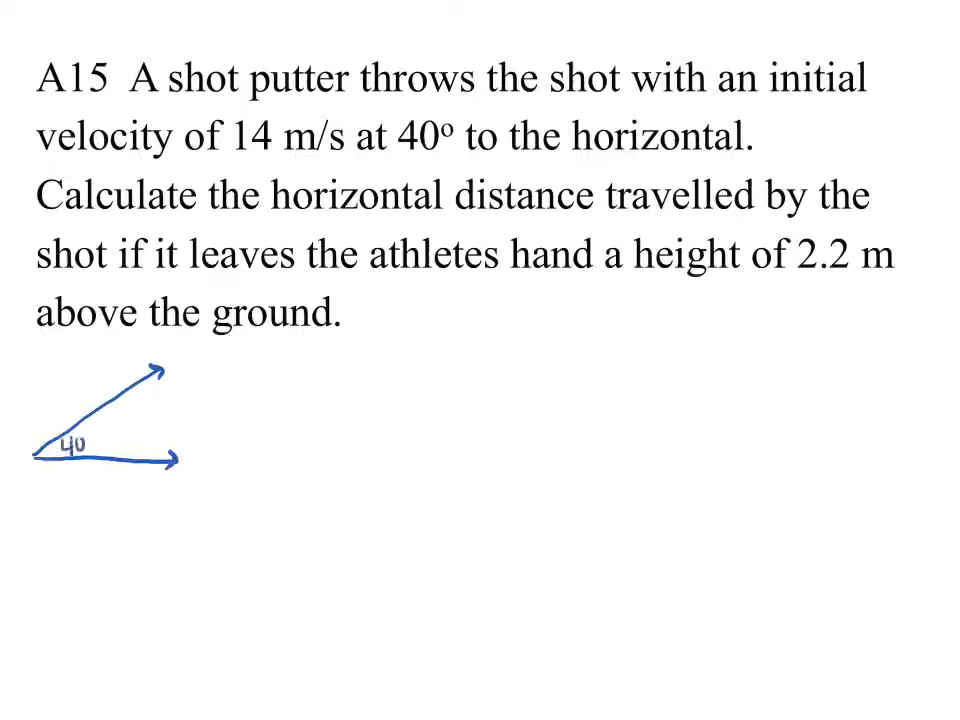 A15 A shot putter throws the shot with an initial
velocity of 14 m/s at 40º to the horizontal.
Calculate the horizontal distance travelled by the
shot if it leaves the athletes hand a height of 2.2 m
above the ground.
40